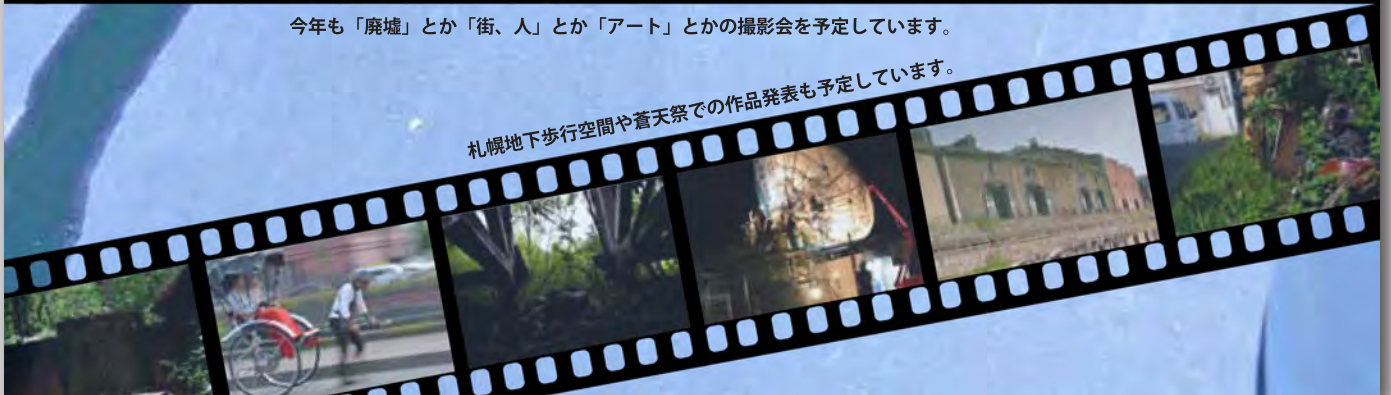 今年も「廃墟」とか「街、人」とか「アート」とかの撮影会を予定しています。
札幌地下歩行空間や蒼天祭での作品発表も予定しています。